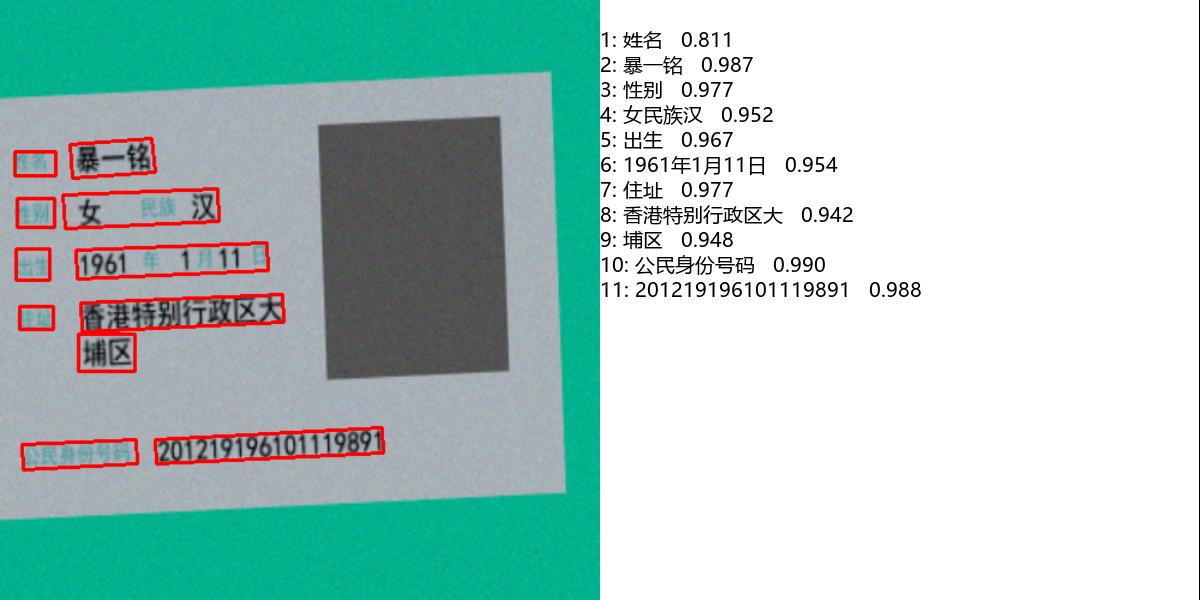 姓名 暴一铭
性别 女 民族 汉
出生 1961 年 1 月 11 日
住址 香港特别行政区大
埔区
公民身份号码 201219196101119891
1: 姓名 0.811
2: 暴一铭 0.987
3: 性别 0.977
4: 女民族汉 0.952
5: 出生 0.967
6: 1961年1月11日 0.954
7: 住址 0.977
8: 香港特别行政区大 0.942
9: 埔区 0.948
10: 公民身份号码 0.990
11: 201219196101119891 0.988